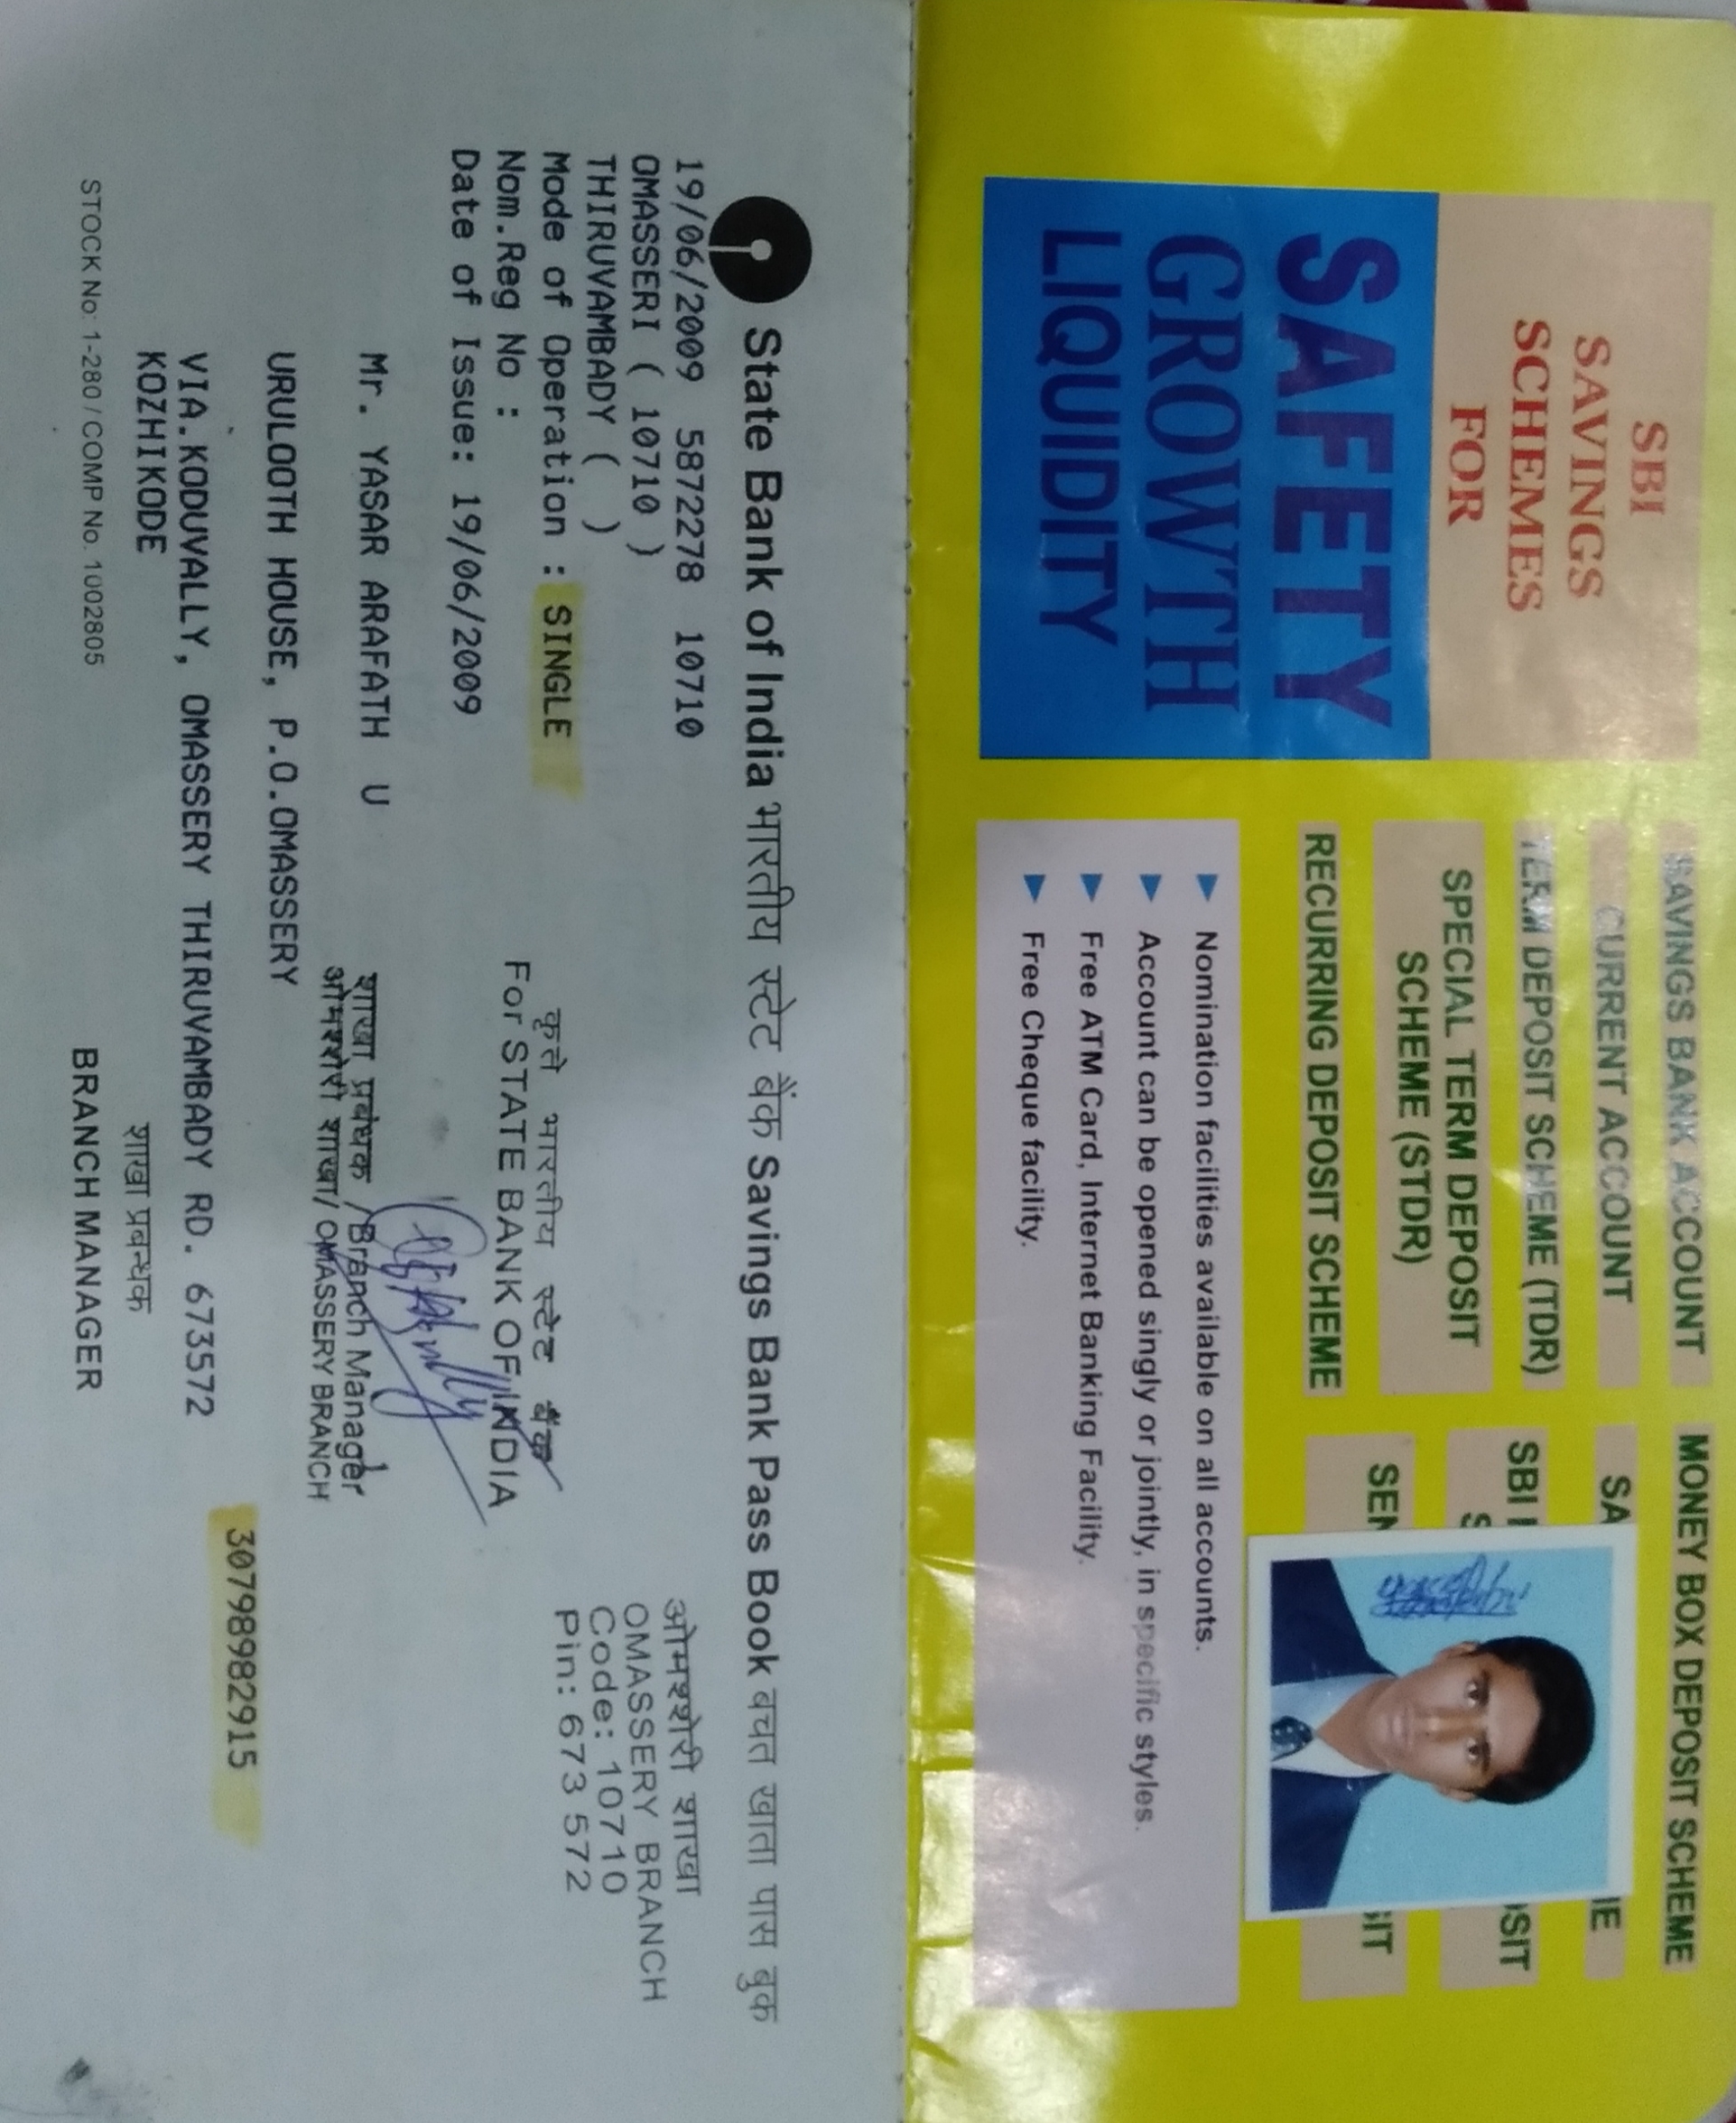 SBI
SAVINGS
SCHEMES
FOR
SAFETY
GROWTH
LIQUIDITY
SAVINGS BANK ACCOUNT
CURRENT ACCOUNT
TERM DEPOSIT SCHEME (TDR)
SPECIAL TERM DEPOSIT
SCHEME (STDR)
RECURRING DEPOSIT SCHEME
MONEY BOX DEPOSIT SCHEME
SA IE
SBI SIT
S
SEN SIT
Nomination facilities available on all accounts.
Account can be opened singly or jointly, in specific styles.
Free ATM Card, Internet Banking Facility.
Free Cheque facility.
State Bank of India भारतीय स्टेट बैंक Savings Bank Pass Book बचत खाता पास बुक
19/06/2009 5872278 10710
OMASSERI ( 10710 )
THIRUVAMBADY ( )
Mode of Operation : SINGLE
Nom.Reg No :
Date of Issue: 19/06/2009
ओमश्शेरी शाखा
OMASSERY BRANCH
Code: 10710
Pin: 673 572
कृते भारतीय स्टेट बैंक
For STATE BANK OF INDIA
Mr. YASAR ARAFATH U
शाखा प्रबंधक / Branch Manager
ओमश्शेरी शाखा/ OMASSERY BRANCH
URULOOTH HOUSE, P.O.OMASSERY
30798982915
VIA.KODUVALLY, OMASSERY THIRUVAMBADY RD. 673572
KOZHIKODE
शाखा प्रबन्धक
BRANCH MANAGER
STOCK No: 1-280 / COMP No. 1002805